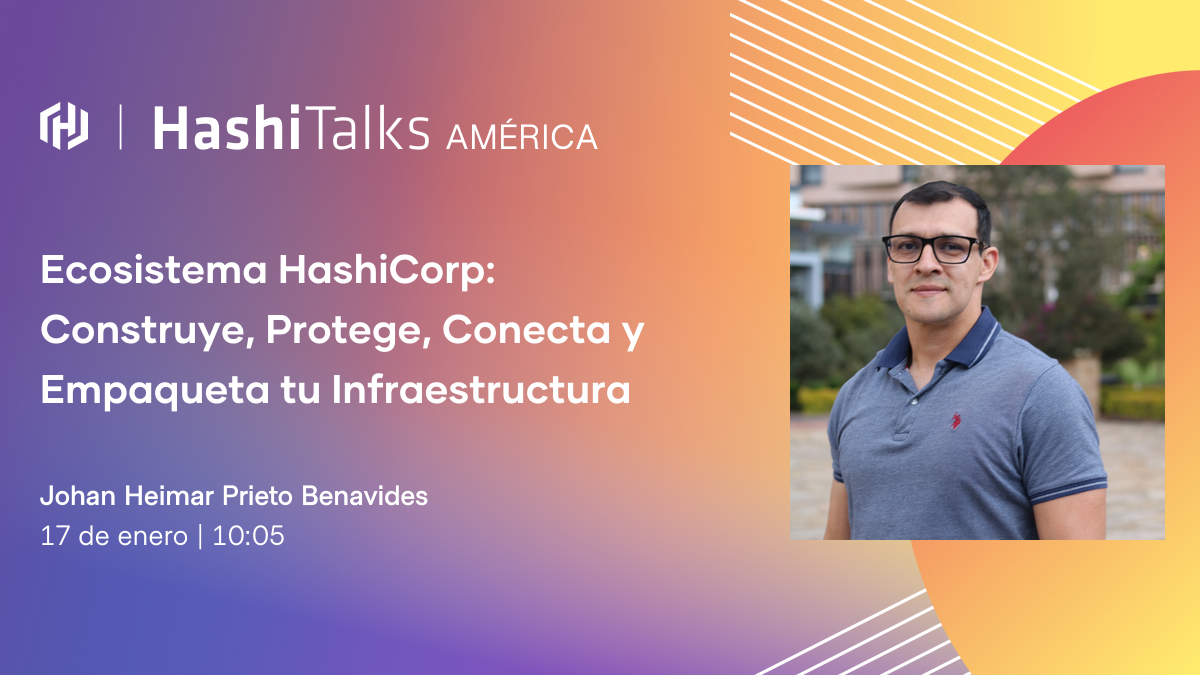 HashiTalks AMÉRICA
Ecosistema HashiCorp:
Construye, Protege, Conecta y
Empaqueta tu Infraestructura
Johan Heimar Prieto Benavides
17 de enero | 10:05